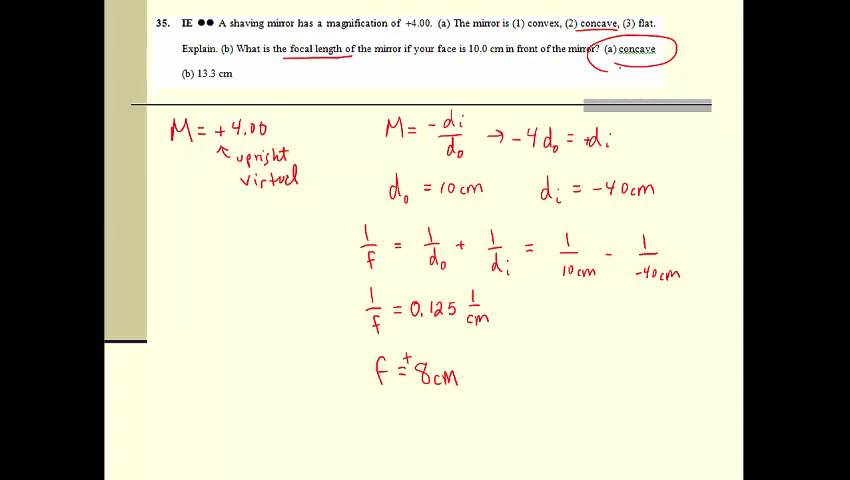 35. IE ●● A shaving mirror has a magnification of +4.00. (a) The mirror is (1) convex, (2) concave, (3) flat.
Explain. (b) What is the focal length of the mirror if your face is 10.0 cm in front of the mirror? (a) concave
(b) 13.3 cm
M = +4.00
upright
virtual
M = -di/do → -4do = +di
do = 10cm di = -40cm
1/f = 1/do + 1/di = 1/10cm - 1/-40cm
1/f = 0.125 1/cm
f = +8cm